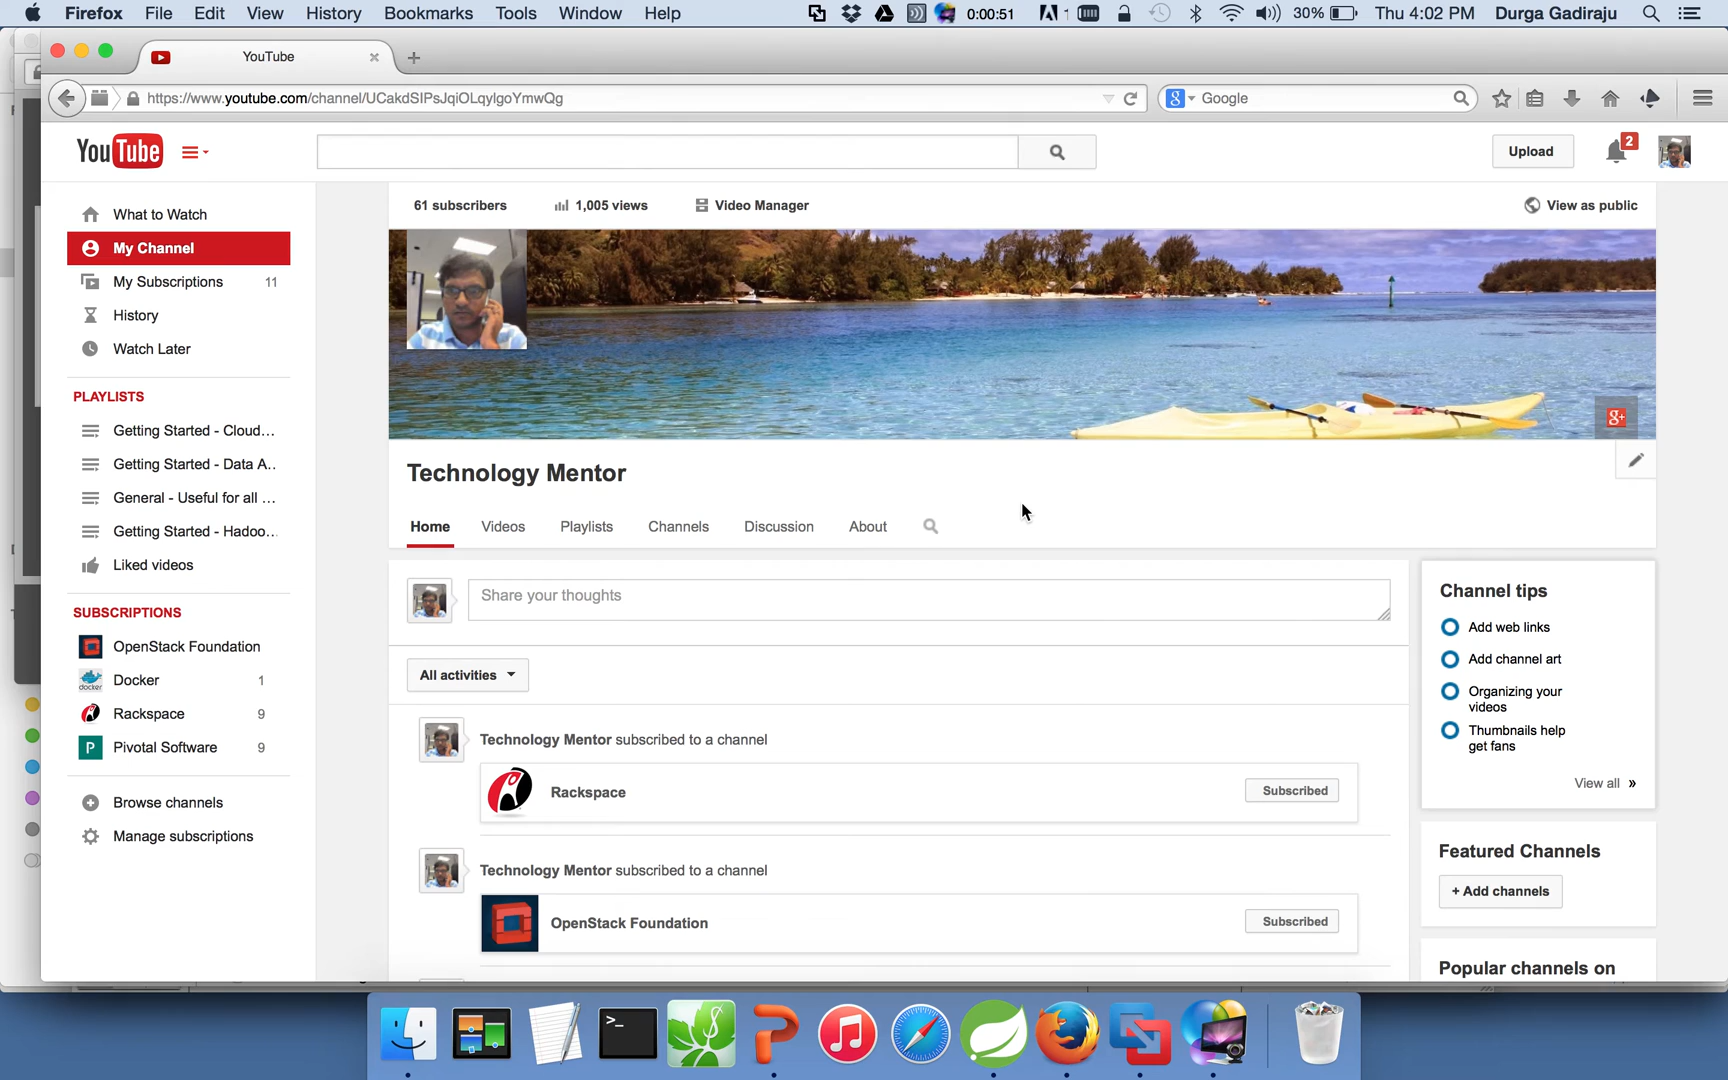 Firefox File Edit View History Bookmarks Tools Window Help 0:00:51 1 30% Thu 4:02 PM Durga Gadiraju
YouTube
https://www.youtube.com/channel/UCakdSIPsJqiOLqylgoYmwQg
Google
YouTube
Upload
2
61 subscribers 1,005 views Video Manager View as public
What to Watch
My Channel
My Subscriptions 11
History
Watch Later
PLAYLISTS
Getting Started - Cloud...
Getting Started - Data A..
General - Useful for all ...
Getting Started - Hadoo...
Liked videos
SUBSCRIPTIONS
OpenStack Foundation
Docker 1
Rackspace 9
Pivotal Software 9
Browse channels
Manage subscriptions
g+
Technology Mentor
Home Videos Playlists Channels Discussion About
Share your thoughts
All activities
Technology Mentor subscribed to a channel
Rackspace Subscribed
Technology Mentor subscribed to a channel
OpenStack Foundation Subscribed
Channel tips
Add web links
Add channel art
Organizing your
videos
Thumbnails help
get fans
View all »
Featured Channels
+ Add channels
Popular channels on